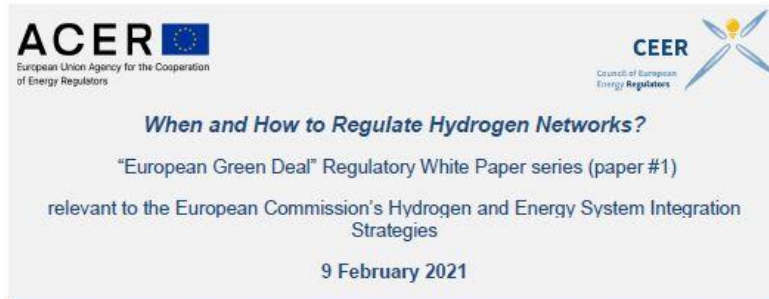 ACER
European Union Agency for the Cooperation
of Energy Regulators
CEER
Council of European
Energy Regulators
When and How to Regulate Hydrogen Networks?
“European Green Deal” Regulatory White Paper series (paper #1)
relevant to the European Commission’s Hydrogen and Energy System Integration
Strategies
9 February 2021